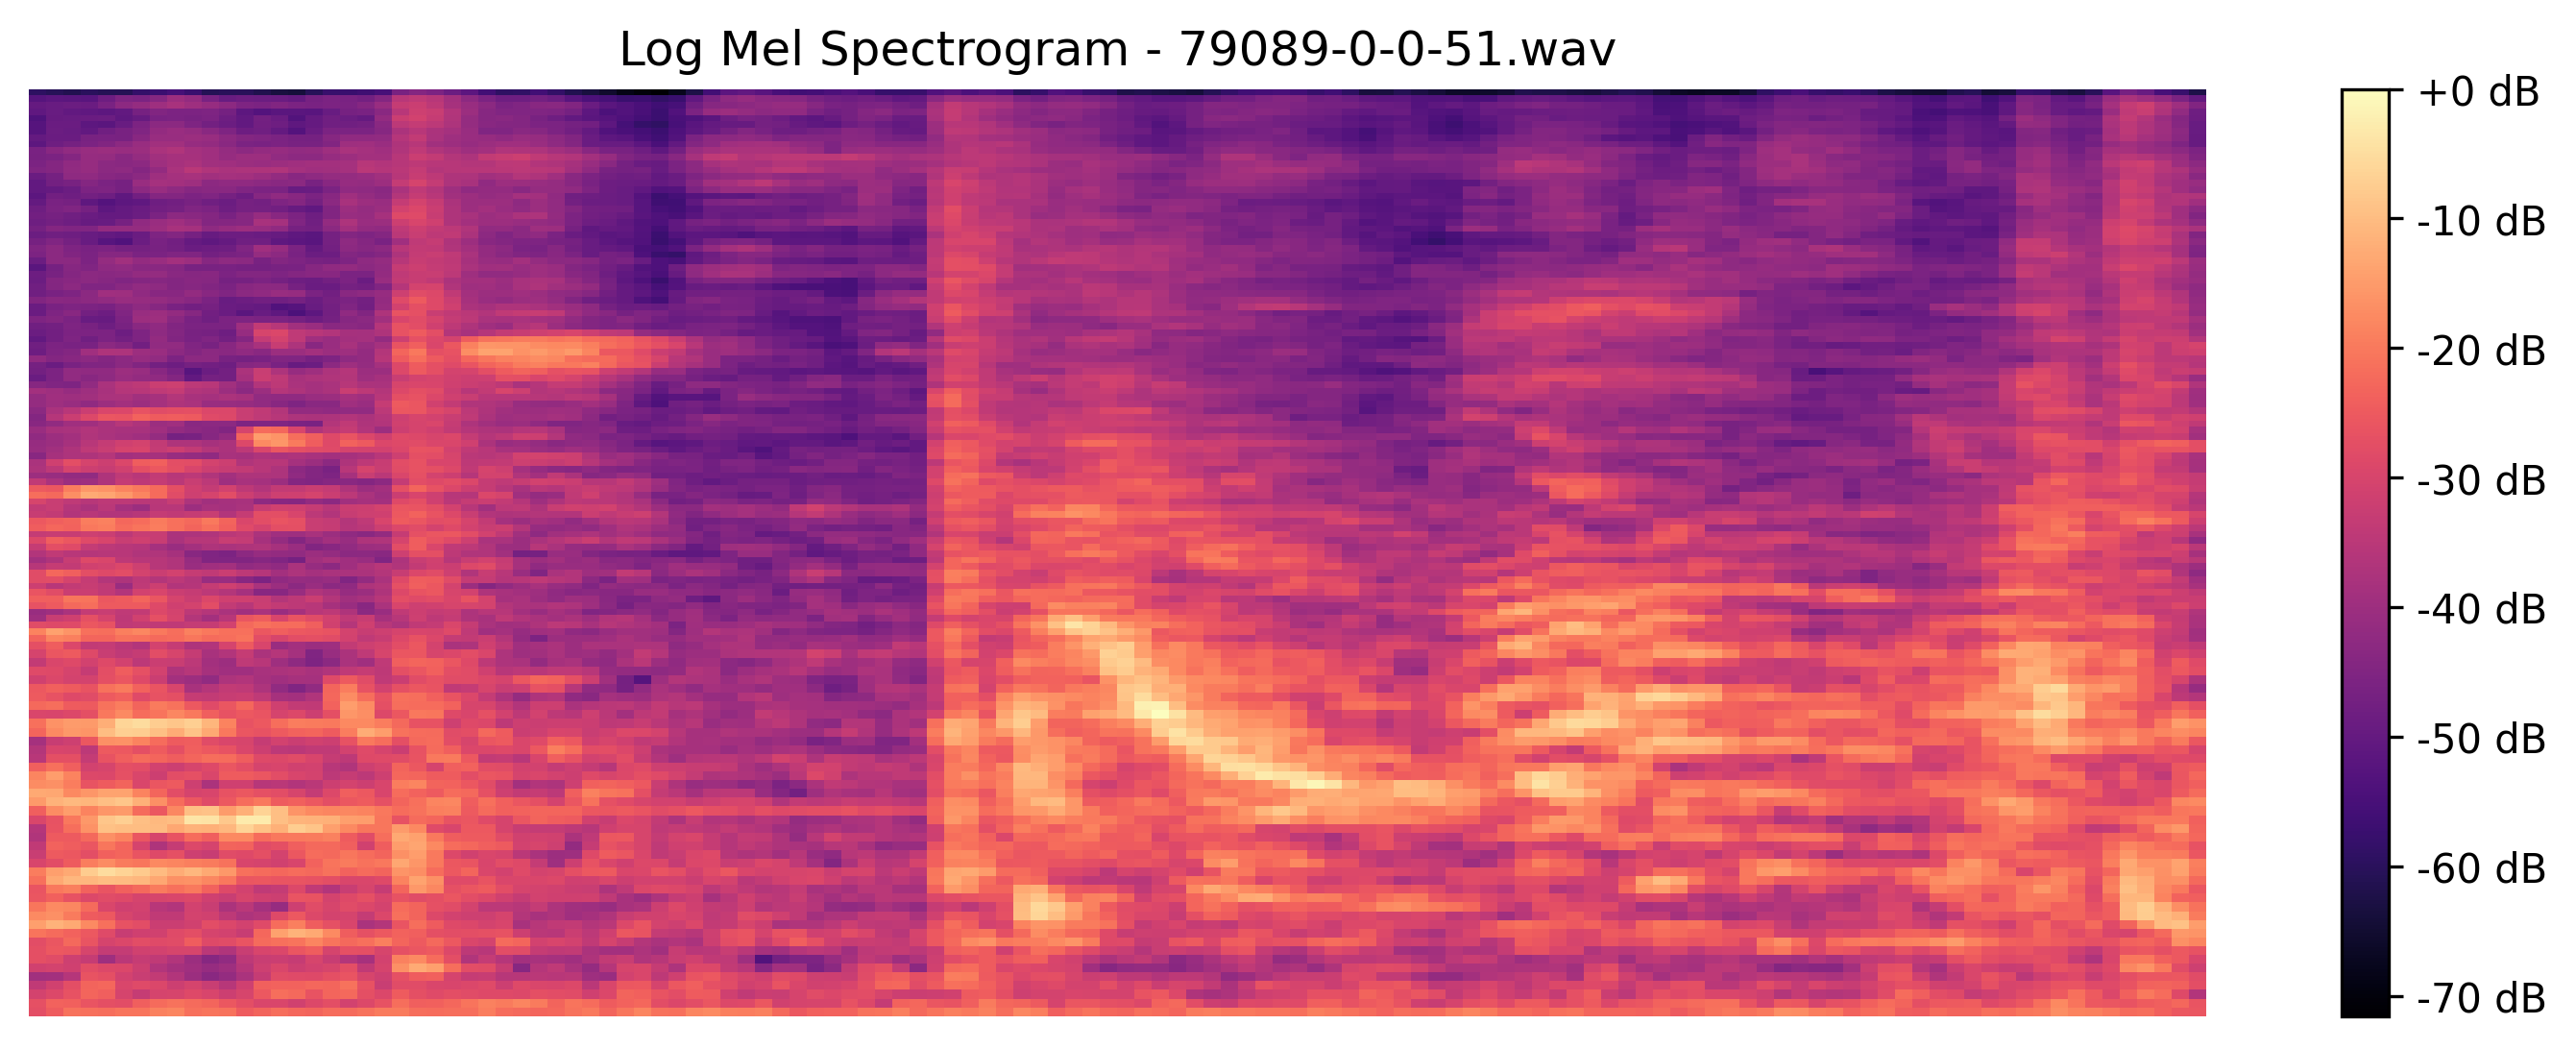 Log Mel Spectrogram - 79089-0-0-51.wav
+0 dB
-10 dB
-20 dB
-30 dB
-40 dB
-50 dB
-60 dB
-70 dB